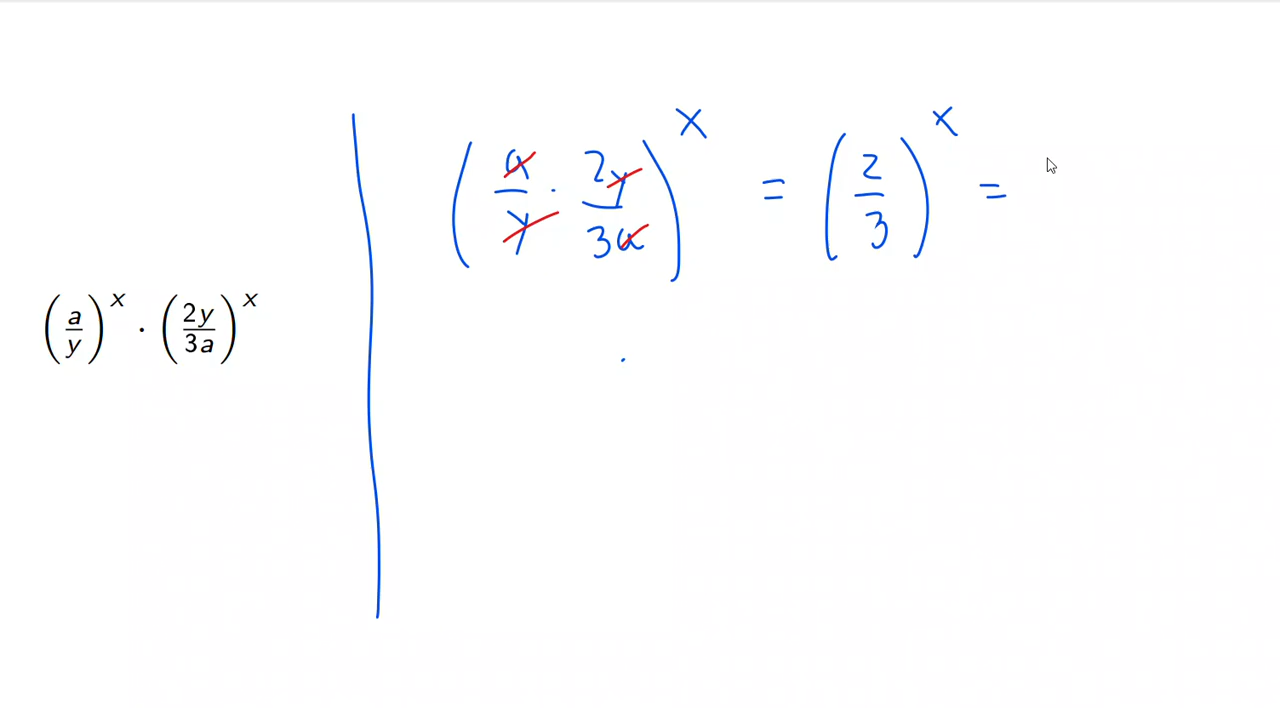 (a/y)^x · (2y/3a)^x
(a/y · 2y/3a)^x = (2/3)^x =